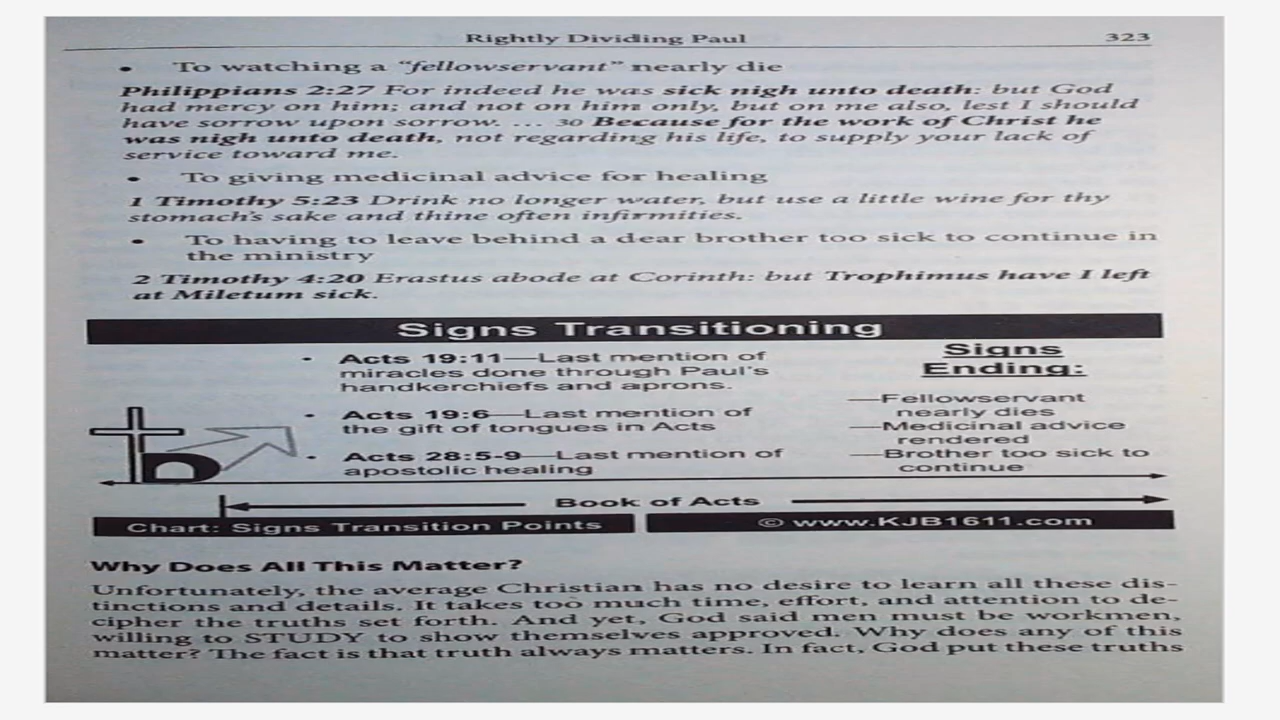 Rightly Dividing Paul 323
• To watching a “fellowservant” nearly die
Philippians 2:27 For indeed he was sick nigh unto death: but God
had mercy on him; and not on him only, but on me also, lest I should
have sorrow upon sorrow. … 30 Because for the work of Christ he
was nigh unto death, not regarding his life, to supply your lack of
service toward me.
• To giving medicinal advice for healing
1 Timothy 5:23 Drink no longer water, but use a little wine for thy
stomach's sake and thine often infirmities.
• To having to leave behind a dear brother too sick to continue in
the ministry
2 Timothy 4:20 Erastus abode at Corinth: but Trophimus have I left
at Miletum sick.
Signs Transitioning
• Acts 19:11—Last mention of
miracles done through Paul's
handkerchiefs and aprons.
• Acts 19:6—Last mention of
the gift of tongues in Acts
• Acts 28:5-9—Last mention of
apostolic healing
Signs
Ending:
—Fellowservant
nearly dies
—Medicinal advice
rendered
—Brother too sick to
continue
Book of Acts
Chart: Signs Transition Points
© www.KJB1611.com
Why Does All This Matter?
Unfortunately, the average Christian has no desire to learn all these dis-
tinctions and details. It takes too much time, effort, and attention to de-
cipher the truths set forth. And yet, God said men must be workmen,
willing to STUDY to show themselves approved. Why does any of this
matter? The fact is that truth always matters. In fact, God put these truths